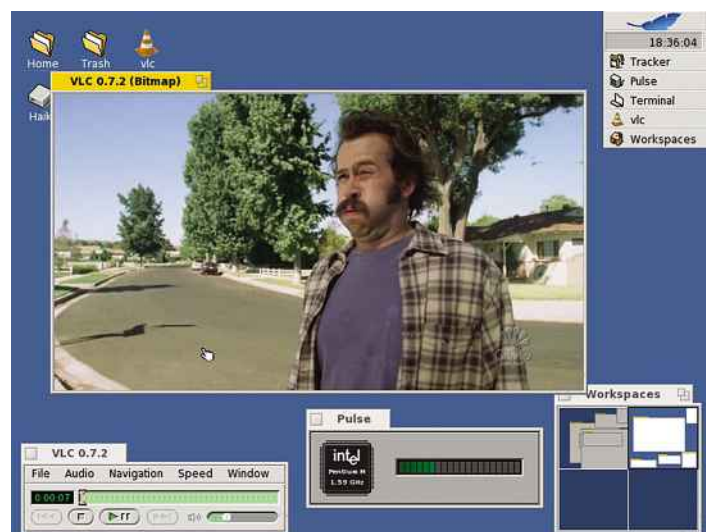 Home
Trash
vlc
18:36:04
Tracker
Pulse
Terminal
vlc
Workspaces
VLC 0.7.2 (Bitmap)
Haik
Workspaces
Pulse
intel
Pentium M
1.59 GHz
VLC 0.7.2
File Audio Navigation Speed Window
0:00:07